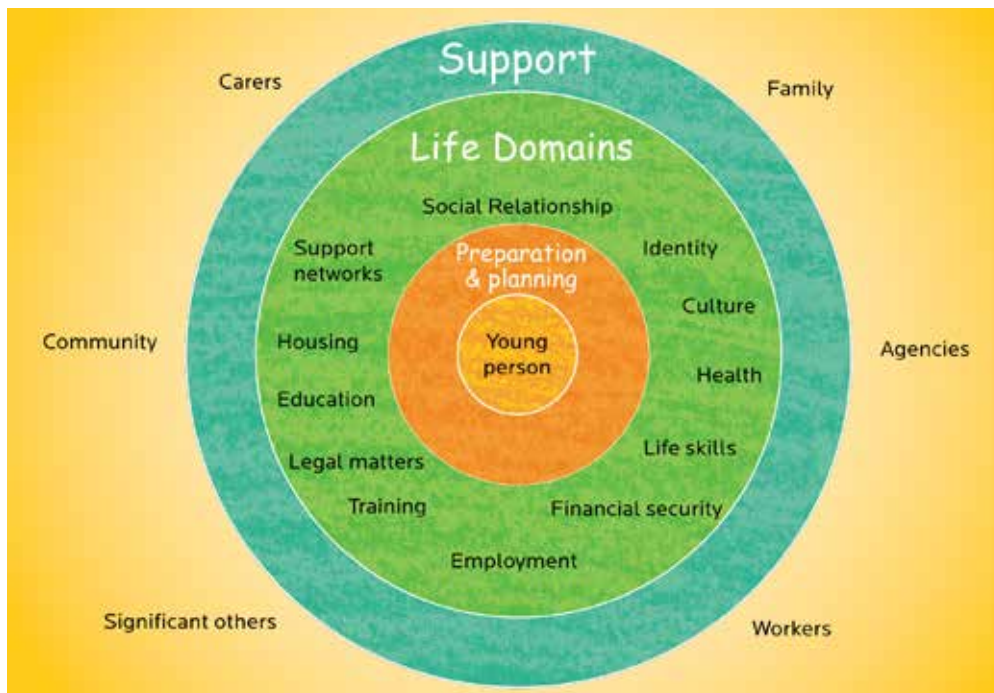 Support
Carers
Family
Life Domains
Social Relationship
Support
networks
Identity
Preparation
& planning
Culture
Community
Housing
Young
person
Agencies
Health
Education
Life skills
Legal matters
Training
Financial security
Employment
Significant others
Workers